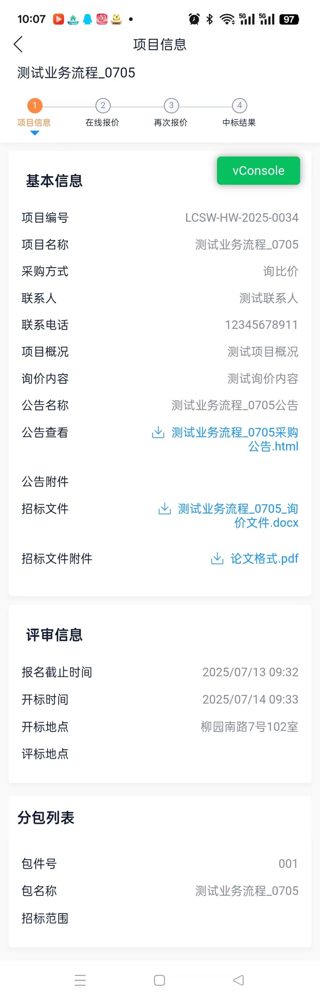 10:07
淘
5G 5G 97
项目信息
测试业务流程_0705
1 2 3 4
项目信息 在线报价 再次报价 中标结果
vConsole
基本信息
项目编号 LCSW-HW-2025-0034
项目名称 测试业务流程_0705
采购方式 询比价
联系人 测试联系人
联系电话 12345678911
项目概况 测试项目概况
询价内容 测试询价内容
公告名称 测试业务流程_0705公告
公告查看 测试业务流程_0705采购
公告.html
公告附件
招标文件 测试业务流程_0705_询
价文件.docx
招标文件附件 论文格式.pdf
评审信息
报名截止时间 2025/07/13 09:32
开标时间 2025/07/14 09:33
开标地点 柳园南路7号102室
评标地点
分包列表
包件号 001
包名称 测试业务流程_0705
招标范围